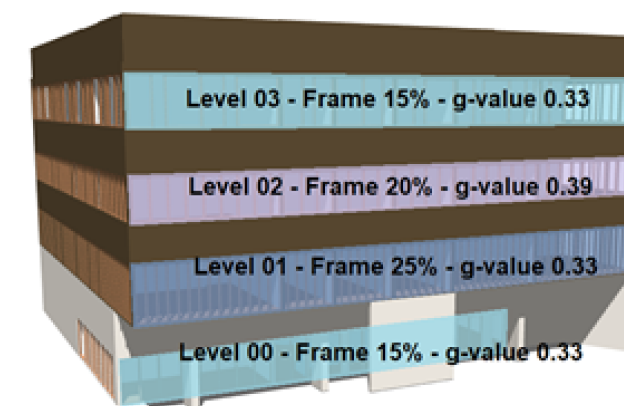 Level 03 - Frame 15% - g-value 0.33
Level 02 - Frame 20% - g-value 0.39
Level 01 - Frame 25% - g-value 0.33
Level 00 - Frame 15% - g-value 0.33